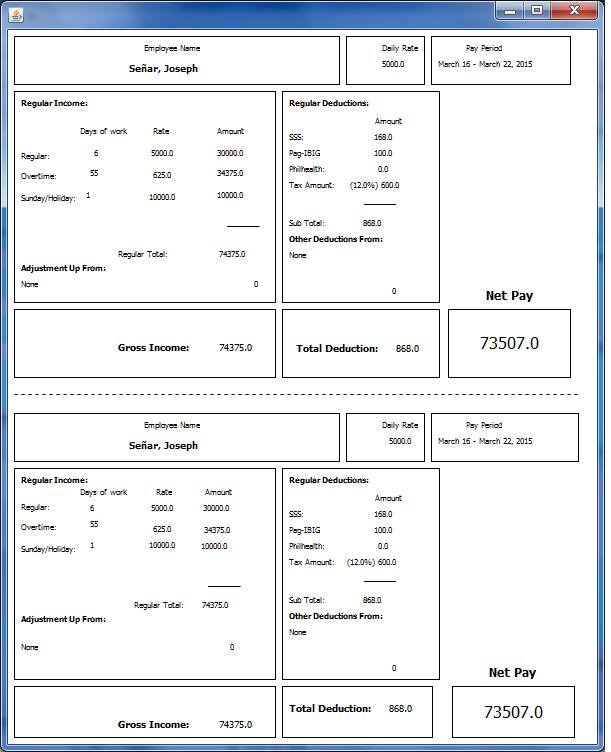 Employee Name Daily Rate Pay Period
Señar, Joseph 5000.0 March 16 - March 22, 2015
Regular Income:
Days of work Rate Amount
Regular: 6 5000.0 30000.0
Overtime: 55 625.0 34375.0
Sunday/Holiday: 1 10000.0 10000.0
Regular Total: 74375.0
Adjustment Up From:
None 0
Regular Deductions:
Amount
SSS: 168.0
Pag-IBIG 100.0
Philhealth: 0.0
Tax Amount: (12.0%) 600.0
Sub Total: 868.0
Other Deductions From:
None
0
Net Pay
Gross Income: 74375.0
Total Deduction: 868.0
73507.0
Employee Name Daily Rate Pay Period
Señar, Joseph 5000.0 March 16 - March 22, 2015
Regular Income:
Days of work Rate Amount
Regular: 6 5000.0 30000.0
Overtime: 55 625.0 34375.0
Sunday/Holiday: 1 10000.0 10000.0
Regular Total: 74375.0
Adjustment Up From:
None 0
Regular Deductions:
Amount
SSS: 168.0
Pag-IBIG 100.0
Philhealth: 0.0
Tax Amount: (12.0%) 600.0
Sub Total: 868.0
Other Deductions From:
None
0
Net Pay
Gross Income: 74375.0
Total Deduction: 868.0
73507.0